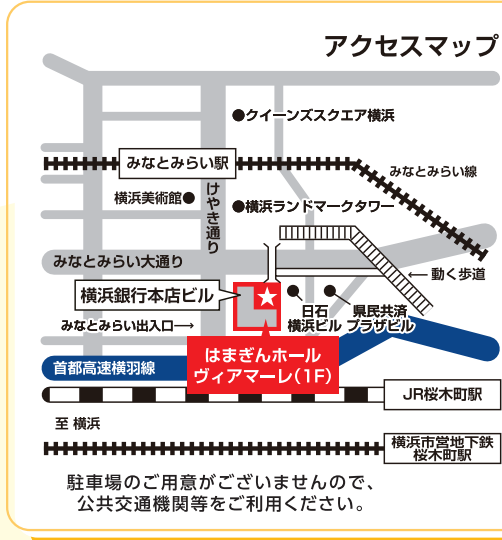 アクセスマップ
●クイーンズスクエア横浜
みなとみらい駅
みなとみらい線
横浜美術館●
けやき通り
●横浜ランドマークタワー
みなとみらい大通り
←動く歩道
横浜銀行本店ビル
日石
横浜ビル
県民共済
プラザビル
みなとみらい出入口→
はまぎんホール
ヴィアマーレ(1F)
首都高速横羽線
JR桜木町駅
至 横浜
横浜市営地下鉄
桜木町駅
駐車場のご用意がございませんので、
公共交通機関等をご利用ください。